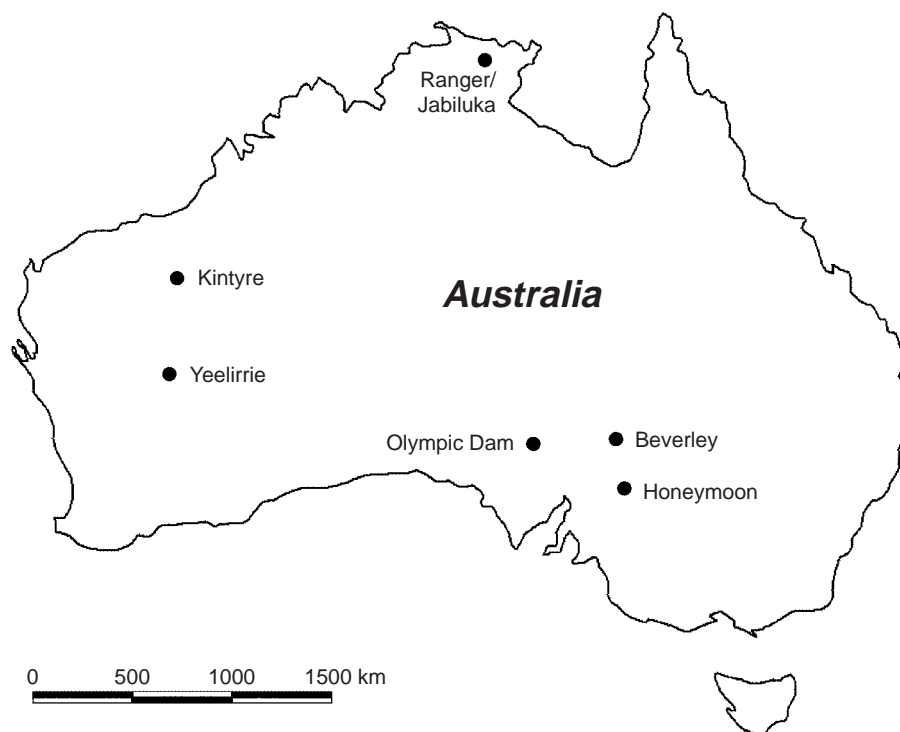 Ranger/
Jabiluka
Kintyre
Australia
Yeelirrie
Olympic Dam
Beverley
Honeymoon
0 500 1000 1500 km